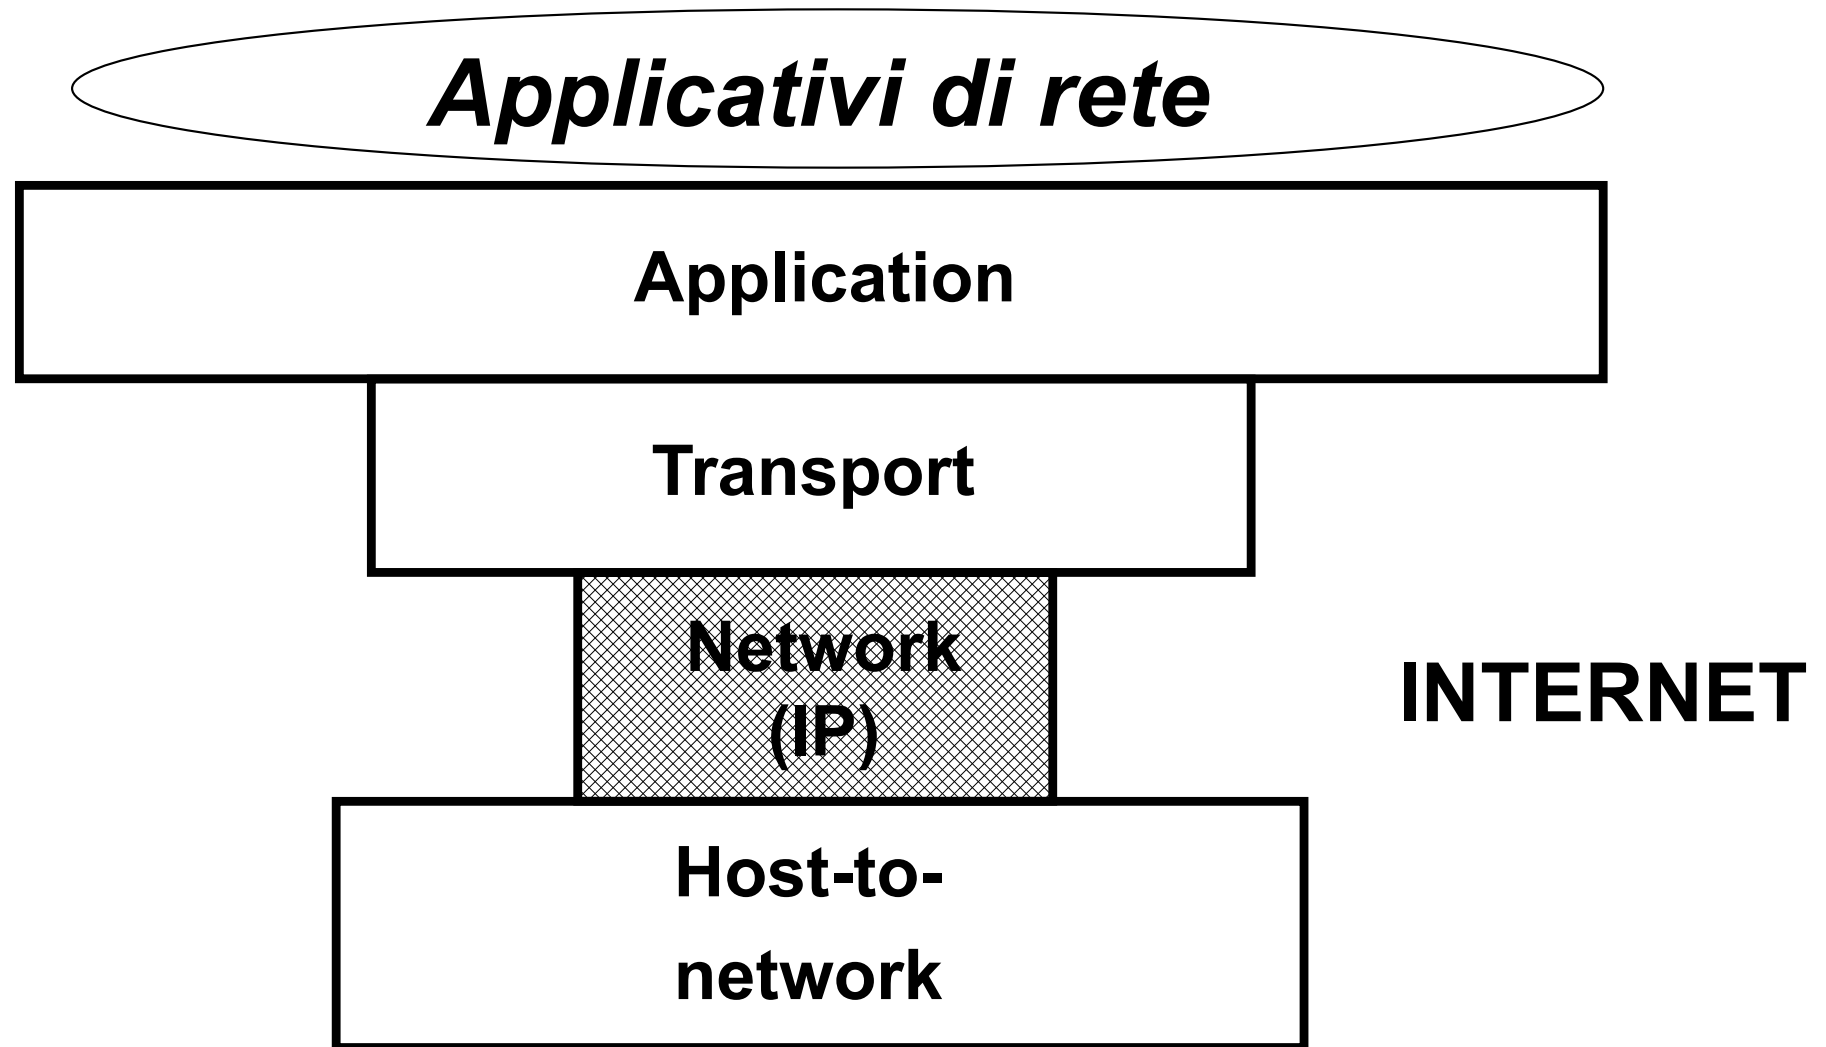 Applicativi di rete
Application
Transport
Network
(IP)
INTERNET
Host-to-
network